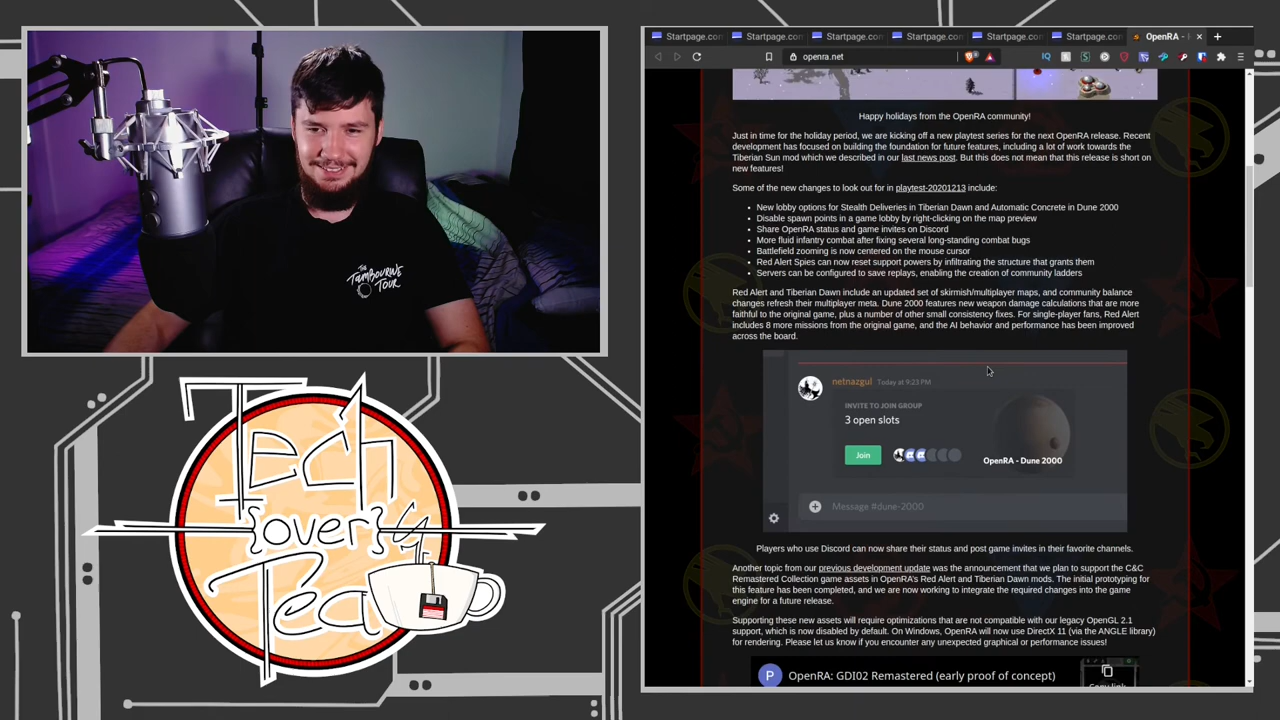 Startpage.com
Startpage.com
Startpage.com
Startpage.com
Startpage.com
Startpage.com
OpenRA -
openra.net
Happy holidays from the OpenRA community!
Just in time for the holiday period, we are kicking off a new playtest series for the next OpenRA release. Recent
development has focused on building the foundation for future features, including a lot of work towards the
Tiberian Sun mod which we described in our last news post. But this does not mean that this release is short on
new features!
Some of the new changes to look out for in playtest-20201213 include:
New lobby options for Stealth Deliveries in Tiberian Dawn and Automatic Concrete in Dune 2000
Disable spawn points in a game lobby by right-clicking on the map preview
Share OpenRA status and game invites on Discord
More fluid infantry combat after fixing several long-standing combat bugs
Battlefield zooming is now centered on the mouse cursor
Red Alert Spies can now reset support powers by infiltrating the structure that grants them
Servers can be configured to save replays, enabling the creation of community ladders
Red Alert and Tiberian Dawn include an updated set of skirmish/multiplayer maps, and community balance
changes refresh their multiplayer meta. Dune 2000 features new weapon damage calculations that are more
faithful to the original game, plus a number of other small consistency fixes. For single-player fans, Red Alert
includes 8 more missions from the original game, and the AI behavior and performance has been improved
across the board.
netnazgul Today at 9:23 PM
INVITE TO JOIN GROUP
3 open slots
Join
OpenRA - Dune 2000
Message #dune-2000
Players who use Discord can now share their status and post game invites in their favorite channels.
Another topic from our previous development update was the announcement that we plan to support the C&C
Remastered Collection game assets in OpenRA's Red Alert and Tiberian Dawn mods. The initial prototyping for
this feature has been completed, and we are now working to integrate the required changes into the game
engine for a future release.
Supporting these new assets will require optimizations that are not compatible with our legacy OpenGL 2.1
support, which is now disabled by default. On Windows, OpenRA will now use DirectX 11 (via the ANGLE library)
for rendering. Please let us know if you encounter any unexpected graphical or performance issues!
P
OpenRA: GDI02 Remastered (early proof of concept)
Copy link
THE
TAMBOURINE
TOUR
Tech
{over}
Tea